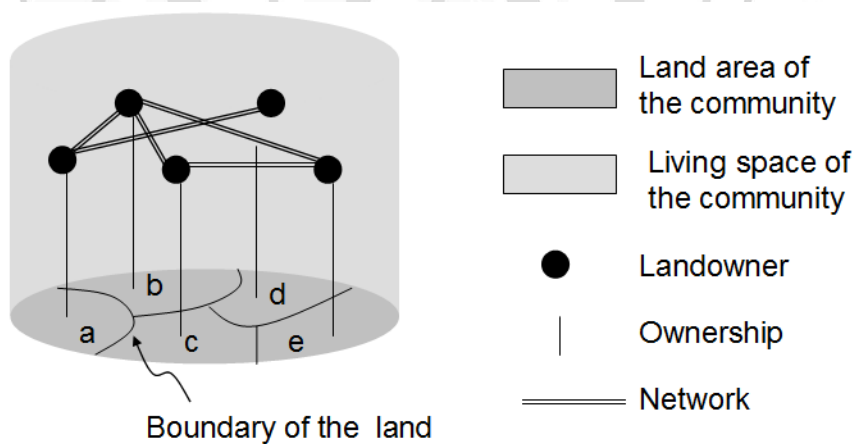 Land area of
the community
Living space of
the community
Landowner
Ownership
Network
a
b
c
d
e
Boundary of the land